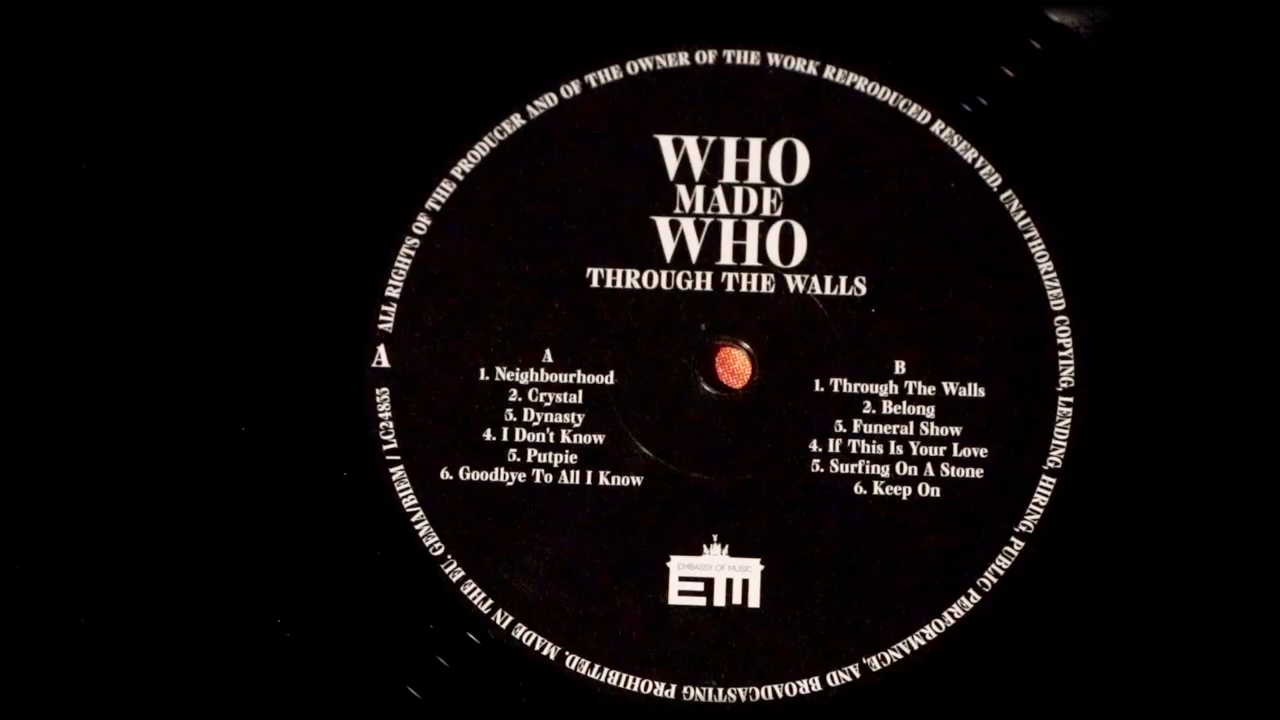 ALL RIGHTS OF THE PRODUCER AND OF THE OWNER OF THE WORK REPRODUCED RESERVED. UNAUTHORIZED COPYING, LENDING, HIRING, PUBLIC PERFORMANCE, AND BROADCASTING PROHIBITED. MADE IN THE EU. GEMA/BIEM / LC24833
WHO
MADE
WHO
THROUGH THE WALLS
A
A
1. Neighbourhood
2. Crystal
3. Dynasty
4. I Don't Know
5. Putpie
6. Goodbye To All I Know
B
1. Through The Walls
2. Belong
3. Funeral Show
4. If This Is Your Love
5. Surfing On A Stone
6. Keep On
EMBASSY OF MUSIC
EM